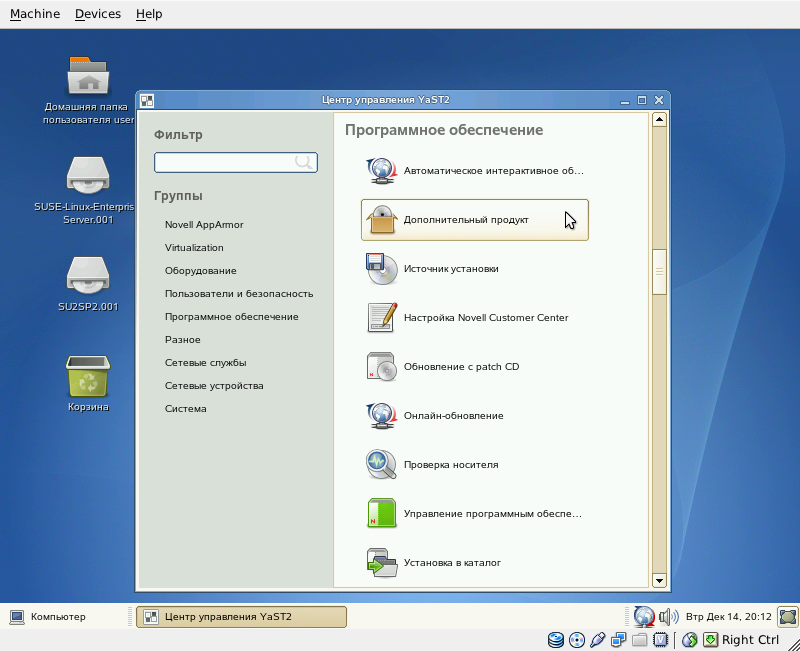 Machine Devices Help
Домашняя папка
пользователя user
SUSE-Linux-Enterpris
Server.001
SU2SP2.001
Корзина
Центр управления YaST2
Фильтр
Группы
Novell AppArmor
Virtualization
Оборудование
Пользователи и безопасность
Программное обеспечение
Разное
Сетевые службы
Сетевые устройства
Система
Программное обеспечение
Автоматическое интерактивное об...
Дополнительный продукт
Источник установки
Настройка Novell Customer Center
Обновление с patch CD
Онлайн-обновление
Проверка носителя
Управление программным обеспе...
Установка в каталог
Компьютер
Центр управления YaST2
Втр Дек 14, 20:12
Right Ctrl